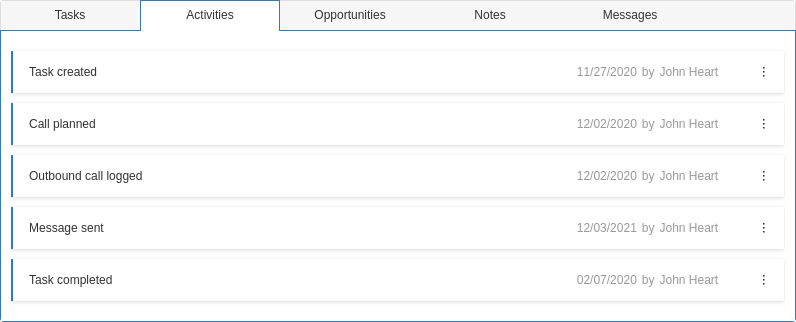 Tasks Activities Opportunities Notes Messages
Task created 11/27/2020 by John Heart
Call planned 12/02/2020 by John Heart
Outbound call logged 12/02/2020 by John Heart
Message sent 12/03/2021 by John Heart
Task completed 02/07/2020 by John Heart